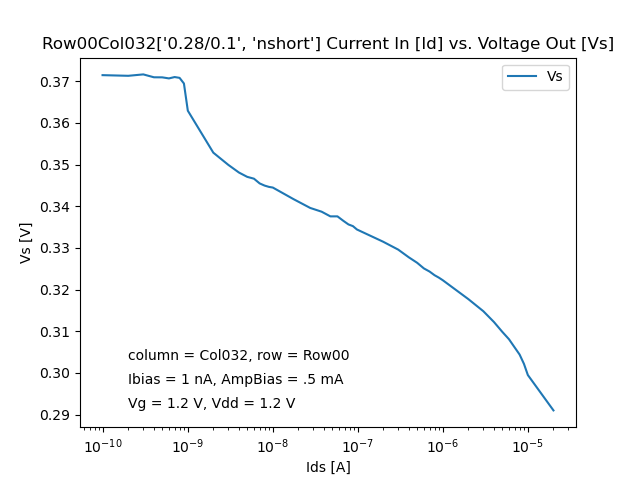 Row00Col032['0.28/0.1', 'nshort'] Current In [Id] vs. Voltage Out [Vs]
Vs
0.37
0.36
0.35
0.34
0.33
0.32
0.31
0.30
0.29
Vs [V]
column = Col032, row = Row00
Ibias = 1 nA, AmpBias = .5 mA
Vg = 1.2 V, Vdd = 1.2 V
10⁻¹⁰ 10⁻⁹ 10⁻⁸ 10⁻⁷ 10⁻⁶ 10⁻⁵
Ids [A]